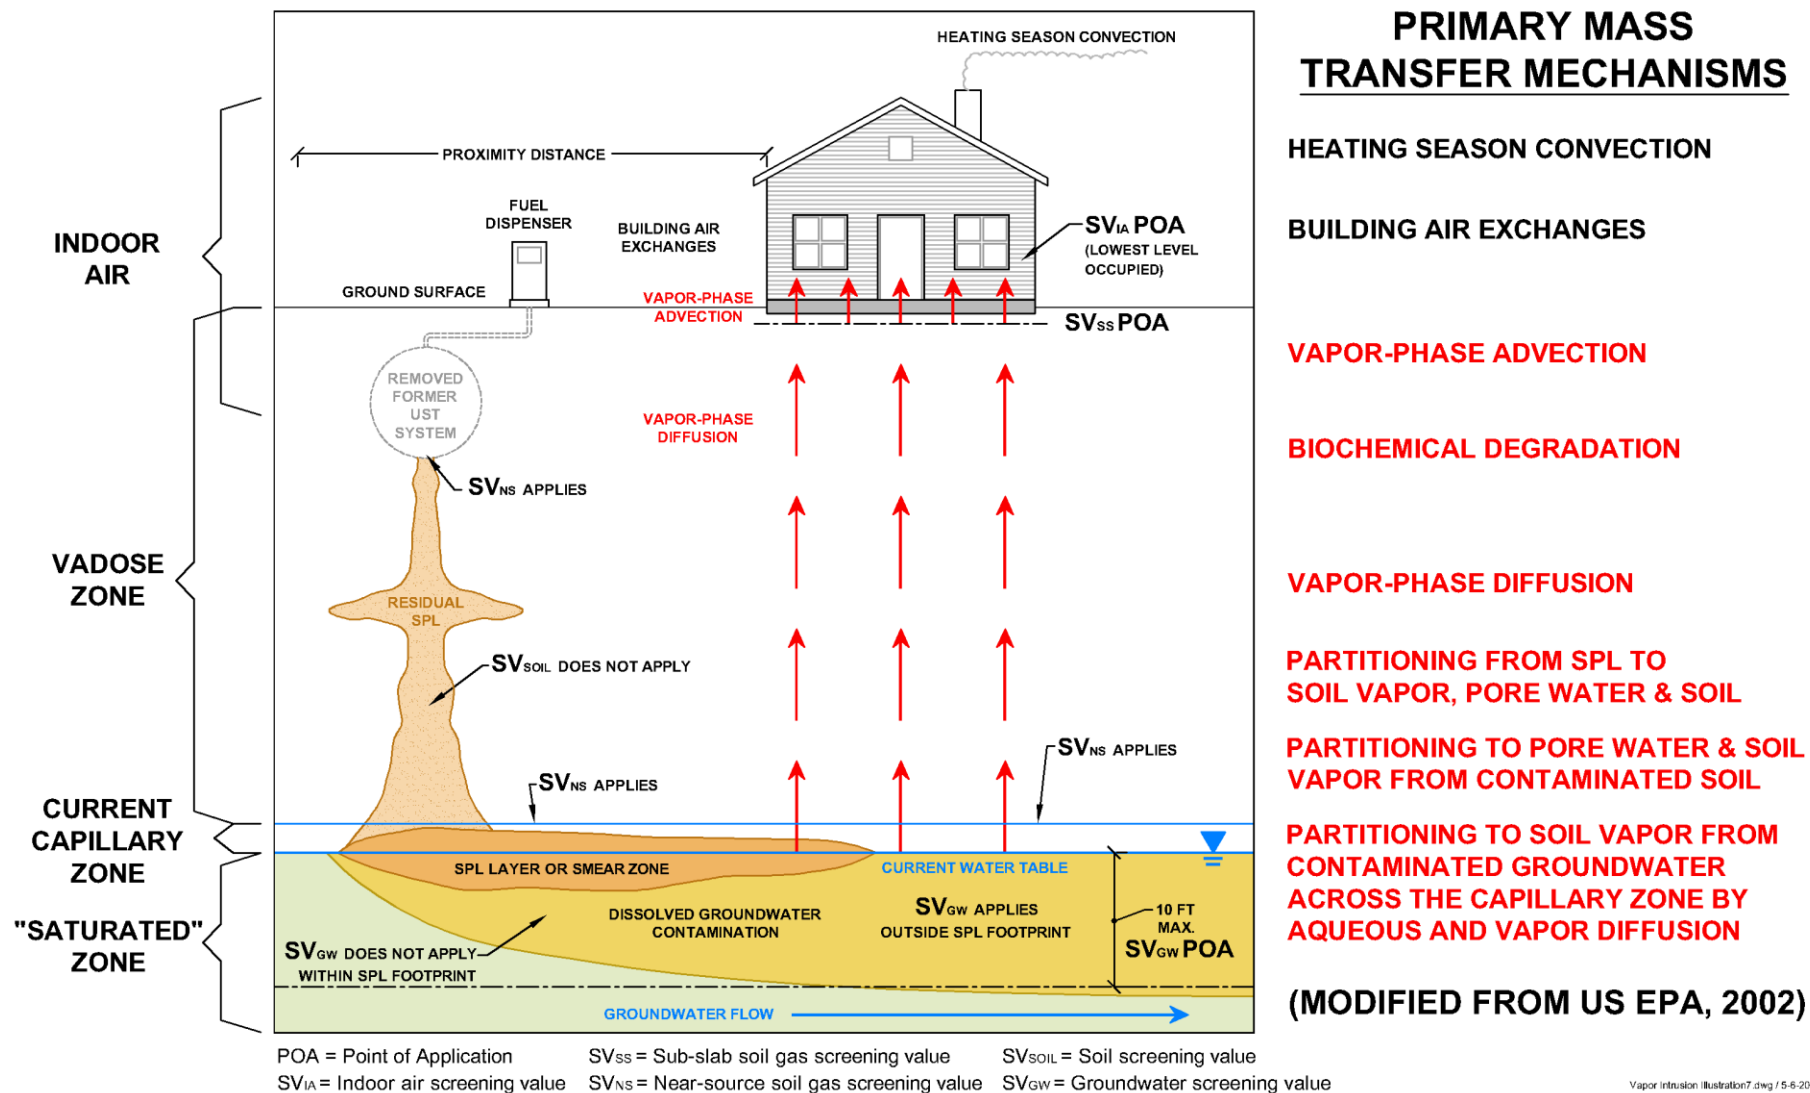 PRIMARY MASS
TRANSFER MECHANISMS
HEATING SEASON CONVECTION
BUILDING AIR EXCHANGES
VAPOR-PHASE ADVECTION
BIOCHEMICAL DEGRADATION
VAPOR-PHASE DIFFUSION
PARTITIONING FROM SPL TO
SOIL VAPOR, PORE WATER & SOIL
PARTITIONING TO PORE WATER & SOIL
VAPOR FROM CONTAMINATED SOIL
PARTITIONING TO SOIL VAPOR FROM
CONTAMINATED GROUNDWATER
ACROSS THE CAPILLARY ZONE BY
AQUEOUS AND VAPOR DIFFUSION
(MODIFIED FROM US EPA, 2002)
INDOOR
AIR
VADOSE
ZONE
CURRENT
CAPILLARY
ZONE
"SATURATED"
ZONE
HEATING SEASON CONVECTION
PROXIMITY DISTANCE
FUEL
DISPENSER
BUILDING AIR
EXCHANGES
SVIA POA
(LOWEST LEVEL
OCCUPIED)
GROUND SURFACE
VAPOR-PHASE
ADVECTION
SVSS POA
REMOVED
FORMER
UST
SYSTEM
VAPOR-PHASE
DIFFUSION
SVNS APPLIES
RESIDUAL
SPL
SVSOIL DOES NOT APPLY
SVNS APPLIES
SVNS APPLIES
SPL LAYER OR SMEAR ZONE
CURRENT WATER TABLE
DISSOLVED GROUNDWATER
CONTAMINATION
SVGW APPLIES
OUTSIDE SPL FOOTPRINT
10 FT
MAX.
SVGW POA
SVGW DOES NOT APPLY
WITHIN SPL FOOTPRINT
GROUNDWATER FLOW
POA = Point of Application
SVSS = Sub-slab soil gas screening value
SVSOIL = Soil screening value
SVIA = Indoor air screening value
SVNS = Near-source soil gas screening value
SVGW = Groundwater screening value
Vapor Intrusion Illustration7.dwg / 5-6-20